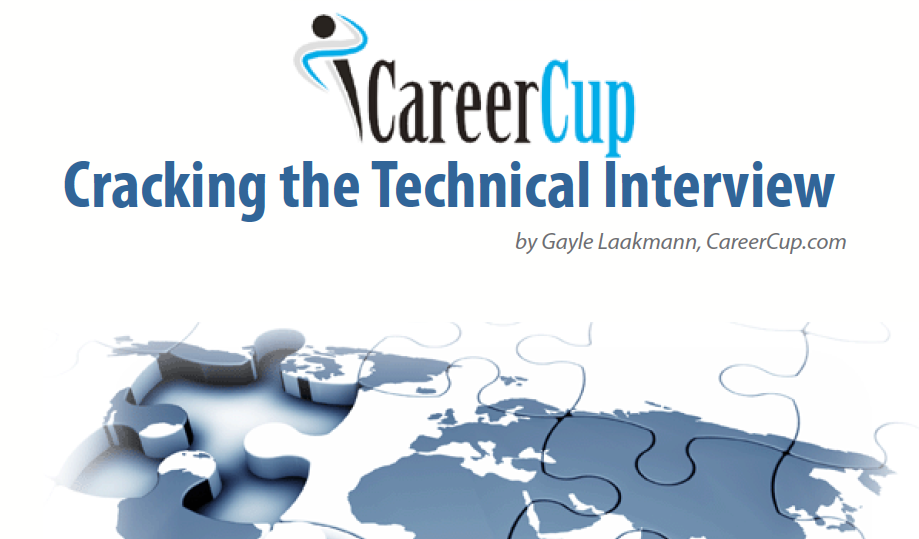 CareerCup
Cracking the Technical Interview
by Gayle Laakmann, CareerCup.com